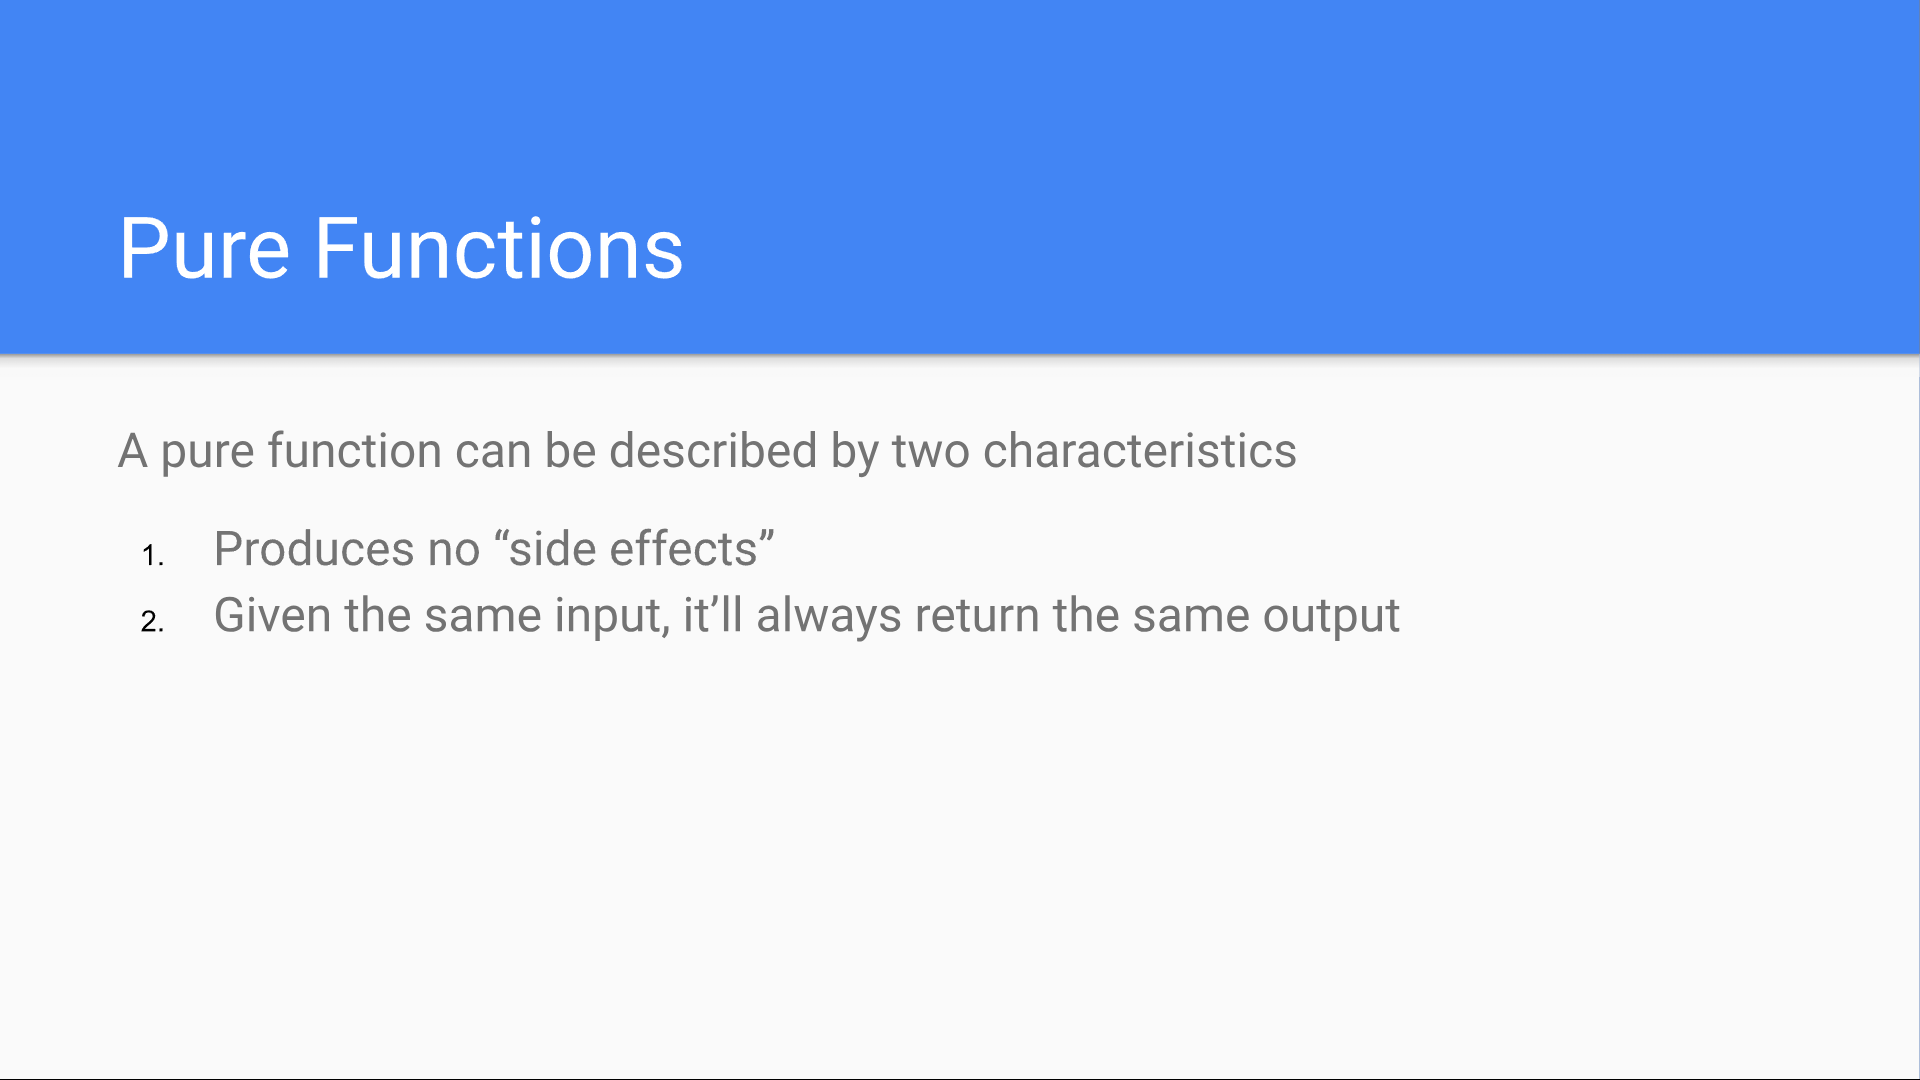 Pure Functions
A pure function can be described by two characteristics
1. Produces no “side effects”
2. Given the same input, it’ll always return the same output